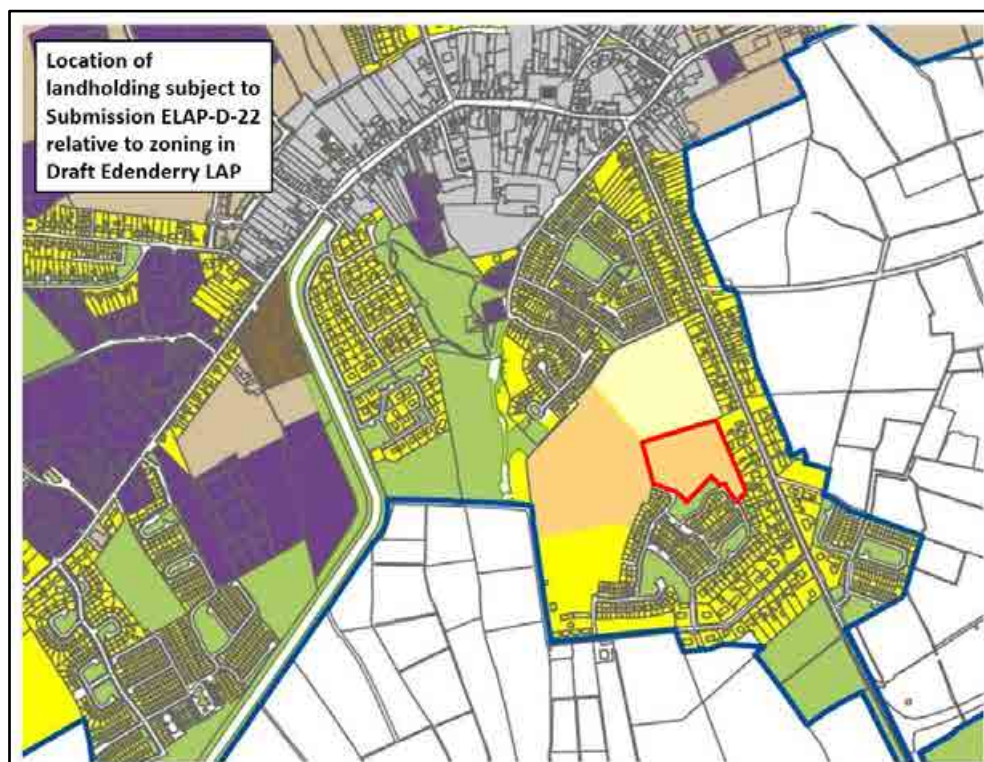 Location of
landholding subject to
Submission ELAP-D-22
relative to zoning in
Draft Edenderry LAP